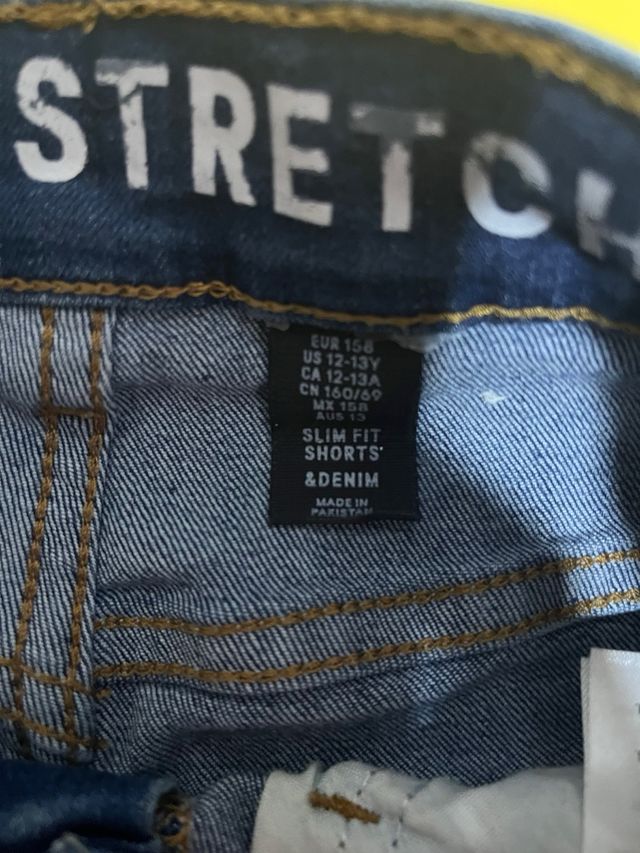 STRETCH
EUR 158
US 12-13Y
CA 12-13A
CN 160/69
MX 158
AUS 13
SLIM FIT
SHORTS
&DENIM
MADE IN
PAKISTAN